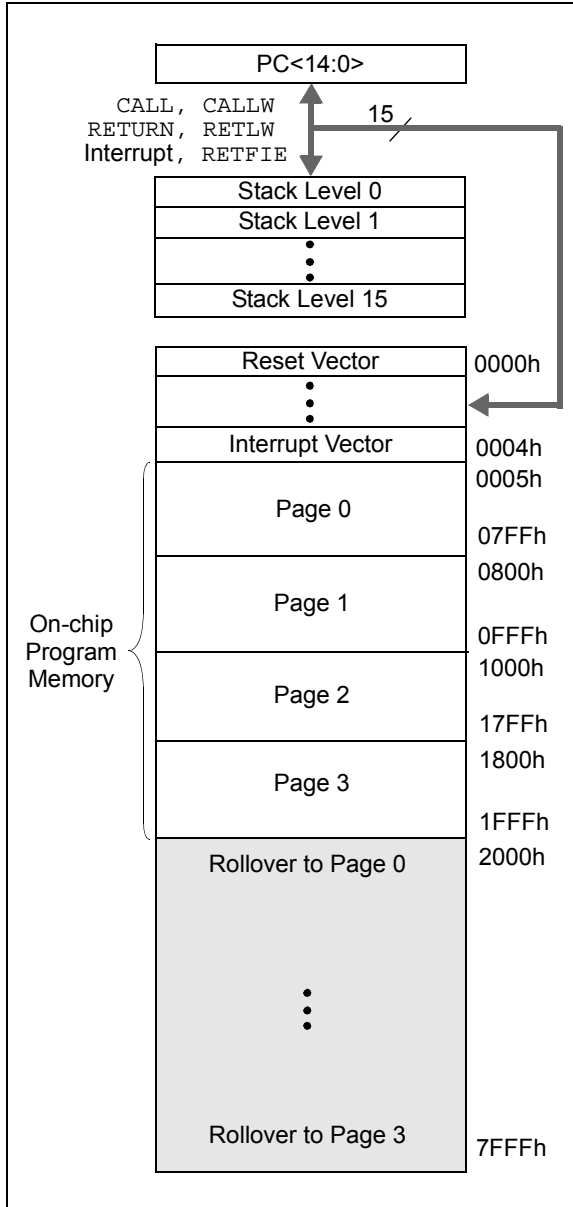 PC<14:0>
CALL, CALLW
RETURN, RETLW
Interrupt, RETFIE
15
Stack Level 0
Stack Level 1
Stack Level 15
Reset Vector
0000h
Interrupt Vector
0004h
0005h
Page 0
07FFh
0800h
Page 1
0FFFh
On-chip
Program
Memory
1000h
Page 2
17FFh
1800h
Page 3
1FFFh
Rollover to Page 0
2000h
Rollover to Page 3
7FFFh